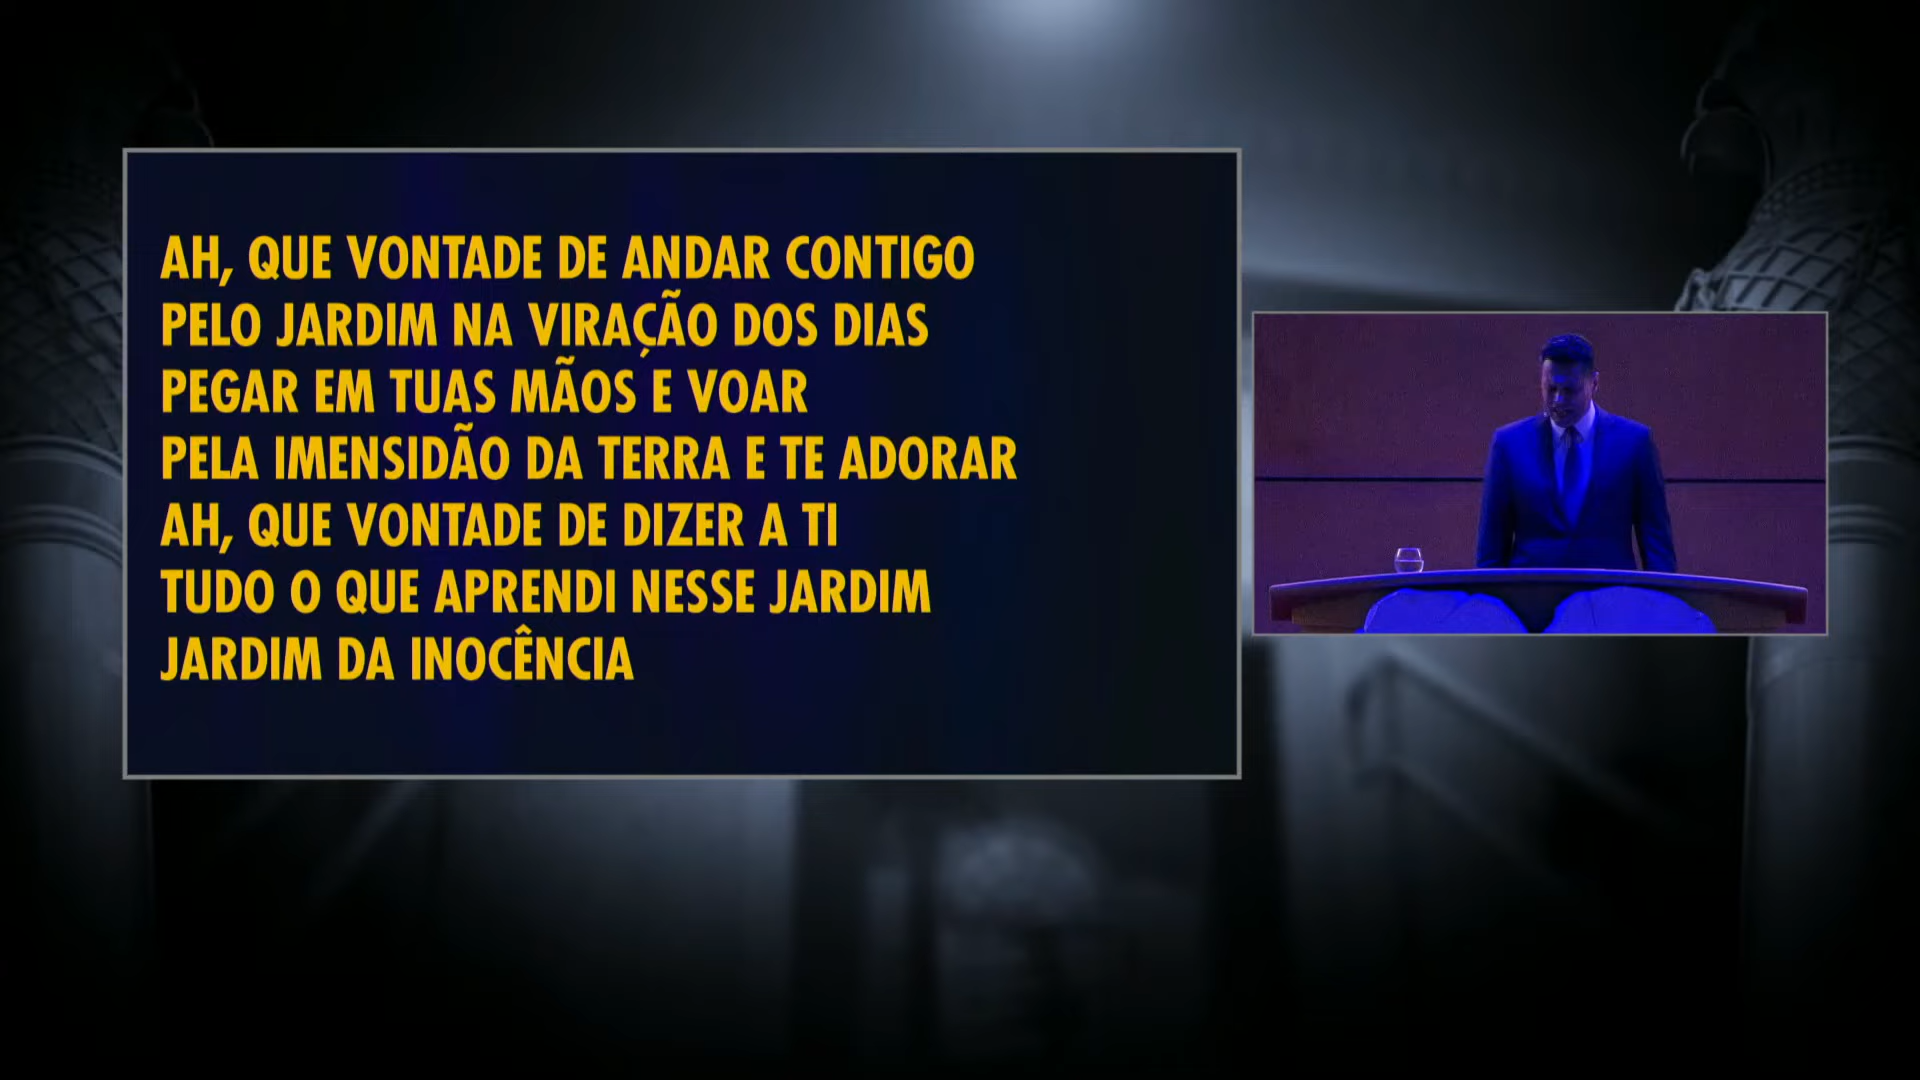 AH, QUE VONTADE DE ANDAR CONTIGO
PELO JARDIM NA VIRAÇÃO DOS DIAS
PEGAR EM TUAS MÃOS E VOAR
PELA IMENSIDÃO DA TERRA E TE ADORAR
AH, QUE VONTADE DE DIZER A TI
TUDO O QUE APRENDI NESSE JARDIM
JARDIM DA INOCÊNCIA